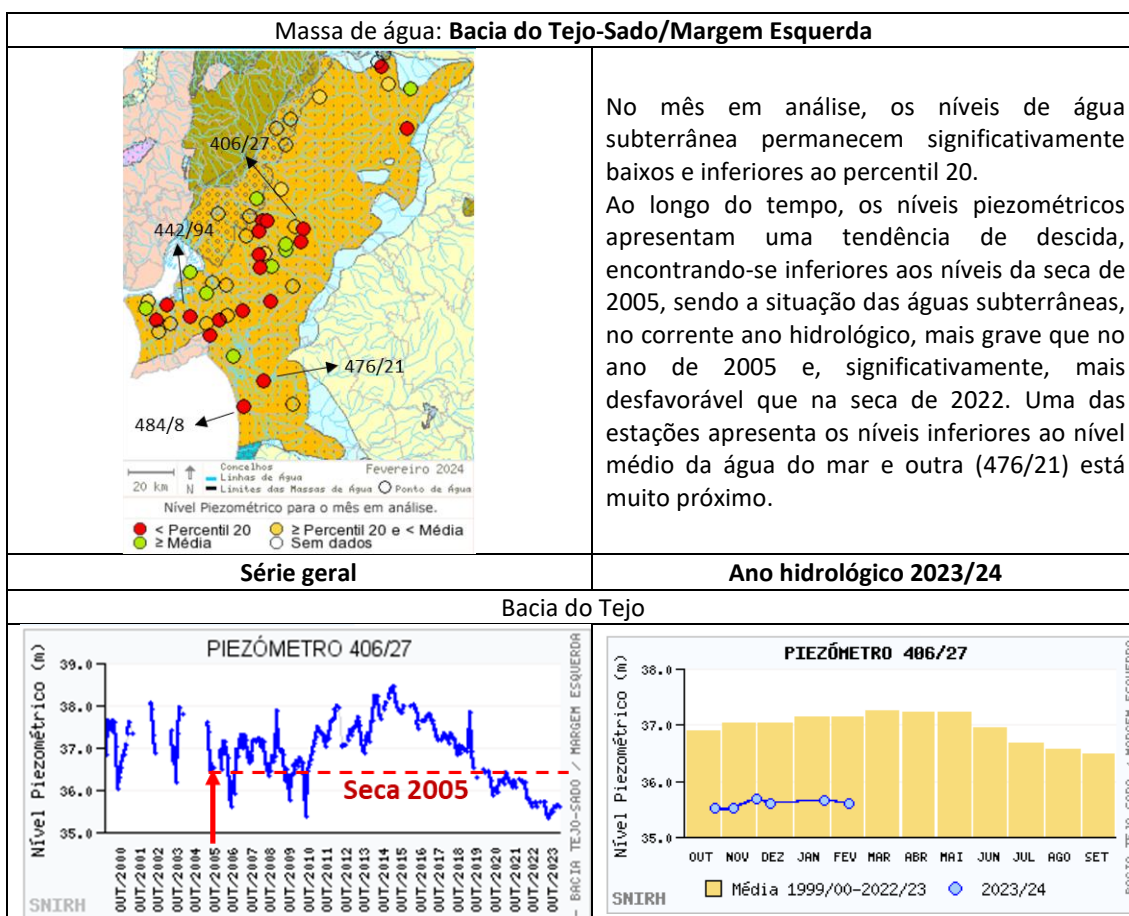 Massa de água: Bacia do Tejo-Sado/Margem Esquerda
406/27
442/94
476/21
484/8
20 km
N
Concelhos
Linhas de Água
Limites das Massas de Água
Ponto de Água
Fevereiro 2024
Nível Piezométrico para o mês em análise.
< Percentil 20
≥ Percentil 20 e < Média
≥ Média
Sem dados
No mês em análise, os níveis de água
subterrânea permanecem significativamente
baixos e inferiores ao percentil 20.
Ao longo do tempo, os níveis piezométricos
apresentam uma tendência de descida,
encontrando-se inferiores aos níveis da seca de
2005, sendo a situação das águas subterrâneas,
no corrente ano hidrológico, mais grave que no
ano de 2005 e, significativamente, mais
desfavorável que na seca de 2022. Uma das
estações apresenta os níveis inferiores ao nível
médio da água do mar e outra (476/21) está
muito próximo.
Série geral
Ano hidrológico 2023/24
Bacia do Tejo
PIEZÓMETRO 406/27
Nível Piezométrico (m)
39.0
38.0
37.0
36.0
35.0
Seca 2005
OUT.2000
OUT.2001
OUT.2002
OUT.2003
OUT.2004
OUT.2005
OUT.2006
OUT.2007
OUT.2008
OUT.2009
OUT.2010
OUT.2011
OUT.2012
OUT.2013
OUT.2014
OUT.2015
OUT.2016
OUT.2017
OUT.2018
OUT.2019
OUT.2020
OUT.2021
OUT.2022
OUT.2023
SNIRH
- BACIA TEJO-SADO / MARGEM ESQUERDA
PIEZÓMETRO 406/27
Nível Piezométrico (m)
38.0
37.0
36.0
35.0
OUT NOV DEZ JAN FEV MAR ABR MAI JUN JUL AGO SET
SNIRH
Média 1999/00-2022/23
2023/24
BACIA TEJO-SADO / MARGEM ESQUERDO